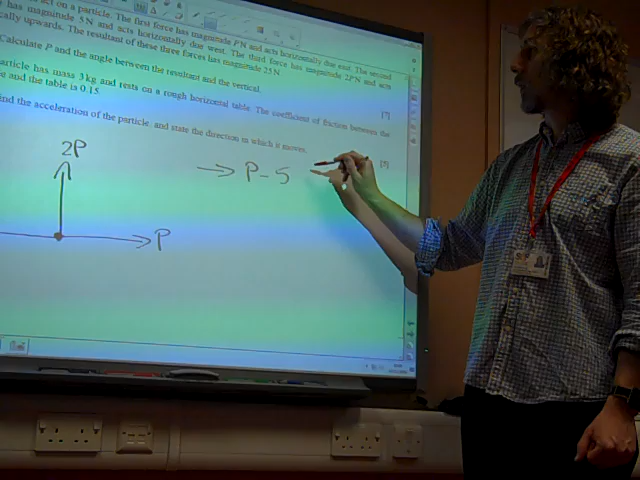 act on a particle. The first force has magnitude P N and acts horizontally due east. The second
has magnitude 5 N and acts horizontally due west. The third force has magnitude 2P N and acts
ically upwards. The resultant of these three forces has magnitude 25 N.
Calculate P and the angle between the resultant and the vertical. [7]
article has mass 3 kg and rests on a rough horizontal table. The coefficient of friction between the
e and the table is 0.15.
ind the acceleration of the particle, and state the direction in which it moves. [5]
2P
→ P - 5
P